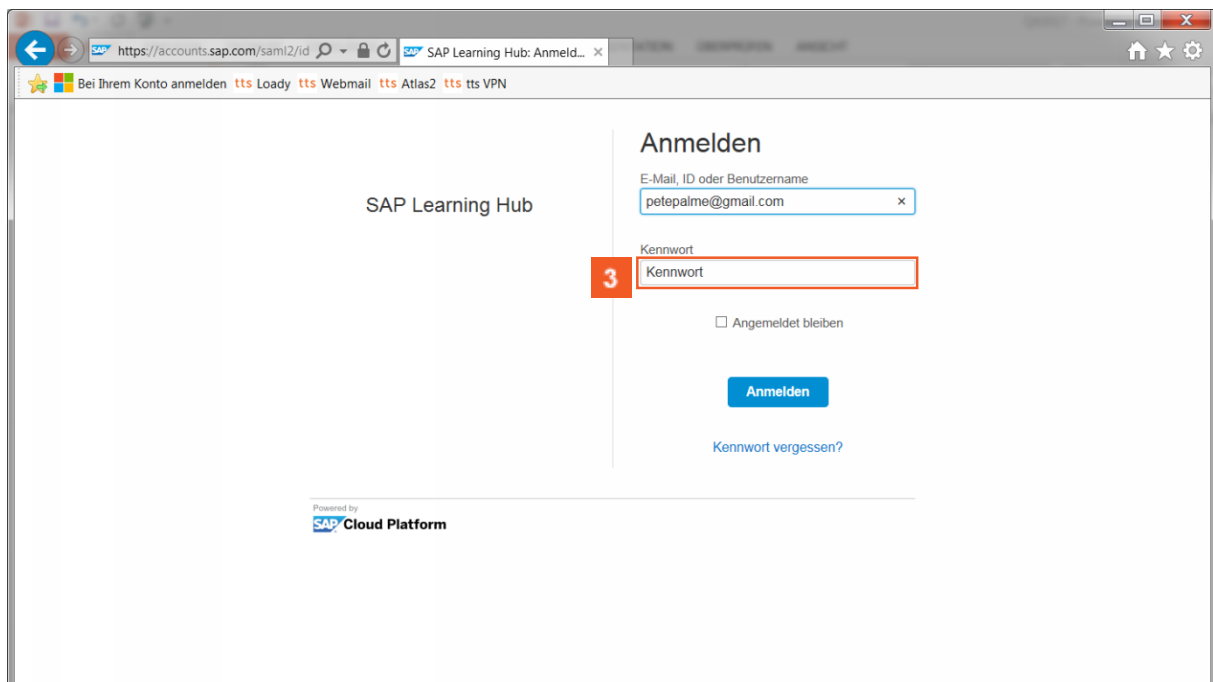 https://accounts.sap.com/saml2/id
SAP Learning Hub: Anmeld...
Bei Ihrem Konto anmelden tts Loady tts Webmail tts Atlas2 tts tts VPN
SAP Learning Hub
Anmelden
E-Mail, ID oder Benutzername
petepalme@gmail.com
Kennwort
3 Kennwort
Angemeldet bleiben
Anmelden
Kennwort vergessen?
Powered by
SAP Cloud Platform